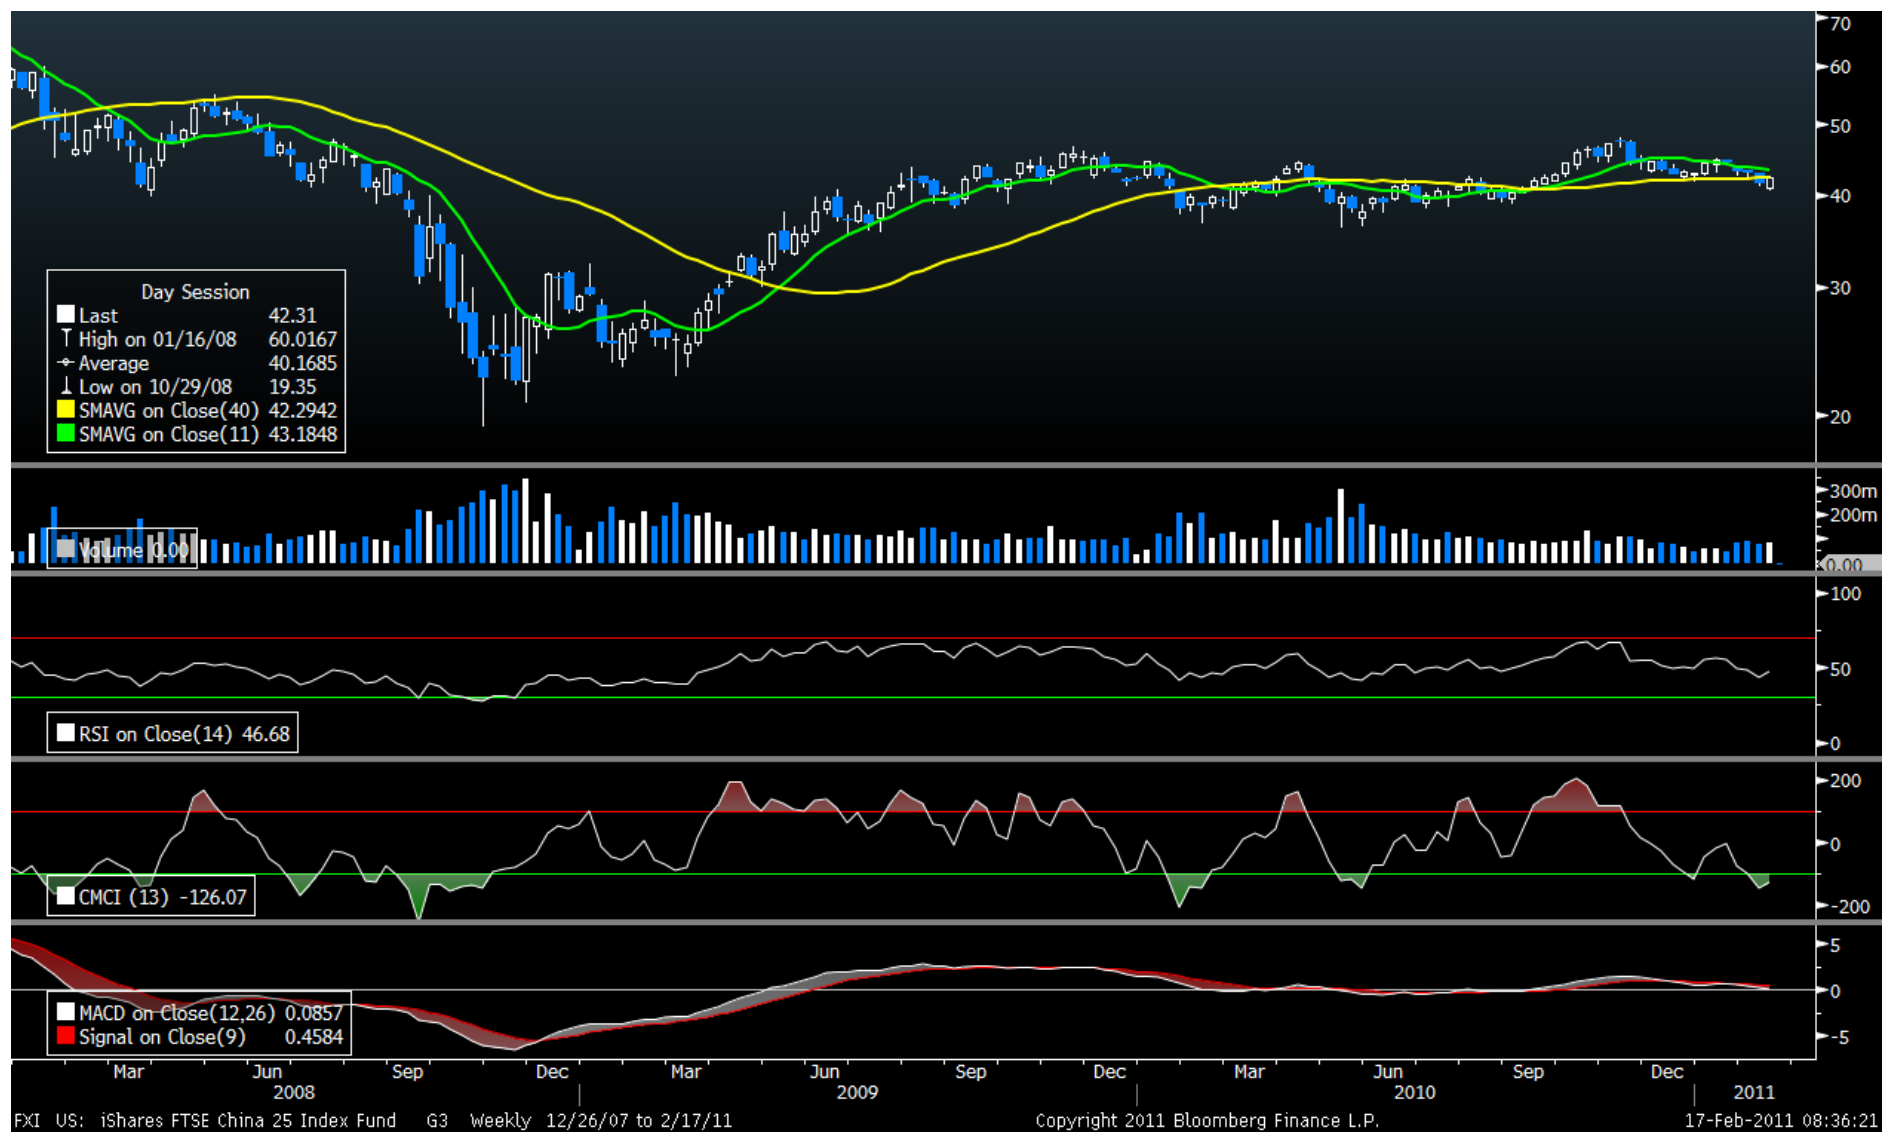 70
60
50
40
30
20
Day Session
Last 42.31
High on 01/16/08 60.0167
Average 40.1685
Low on 10/29/08 19.35
SMAVG on Close(40) 42.2942
SMAVG on Close(11) 43.1848
300m
200m
Volume 0.00
0.00
100
50
RSI on Close(14) 46.68
0
200
0
CMCI (13) -126.07
-200
5
0
MACD on Close(12,26) 0.0857
Signal on Close(9) 0.4584
-5
Mar Jun Sep Dec Mar Jun Sep Dec Mar Jun Sep Dec
2008 2009 2010 2011
FXI US: iShares FTSE China 25 Index Fund G3 Weekly 12/26/07 to 2/17/11 Copyright 2011 Bloomberg Finance L.P. 17-Feb-2011 08:36:21